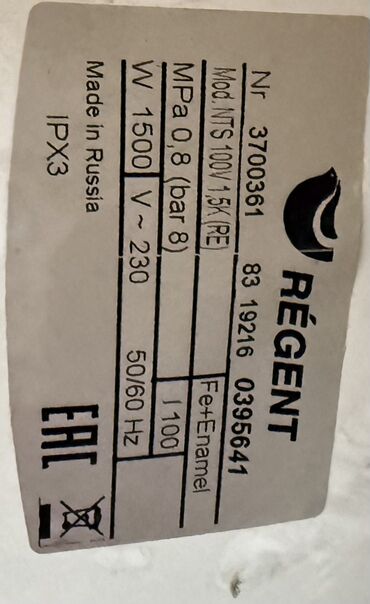 RÉGENT
Nr 3700361 83 19216 0395641
Mod. NTS 100V 1,5K (RE) Fe+Enamel
MPa 0,8 (bar 8) l 100
W 1500 V ~ 230 50/60 Hz
Made in Russia
IPX3
EAC